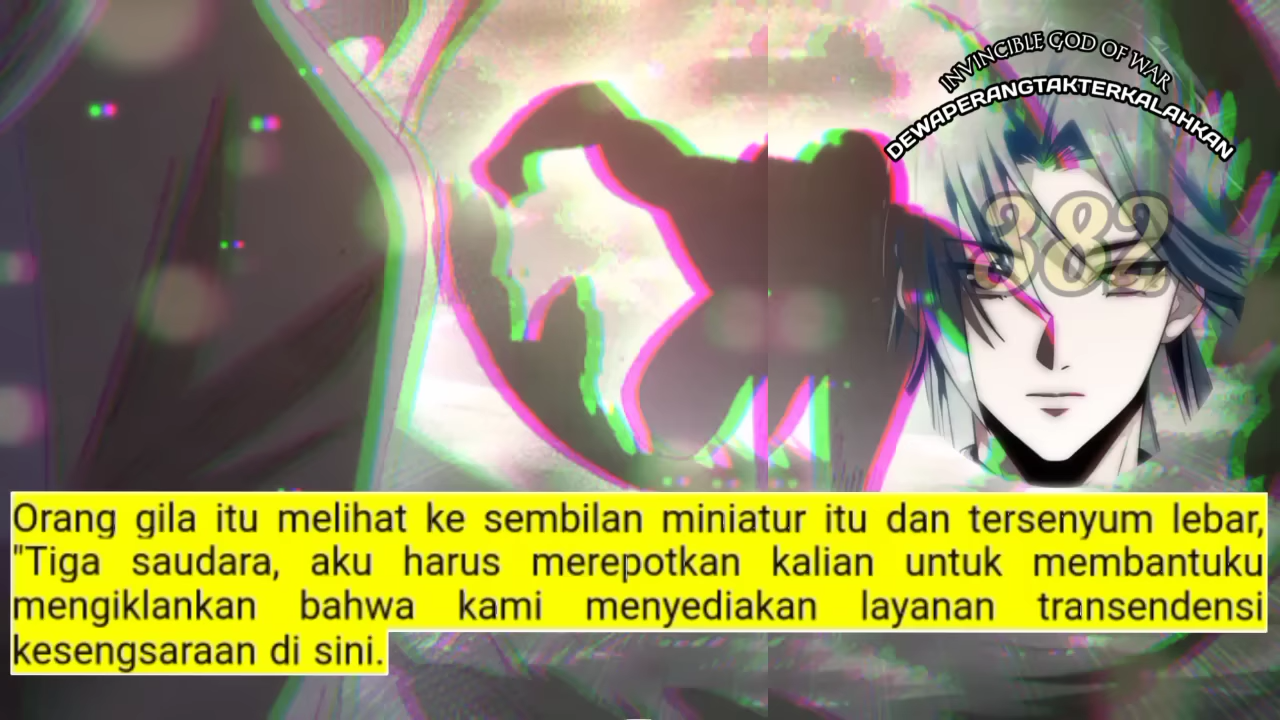 INVINCIBLE GOD OF WAR
DEWAPERANGTAKTERKALAHKAN
382
Orang gila itu melihat ke sembilan miniatur itu dan tersenyum lebar,
"Tiga saudara, aku harus merepotkan kalian untuk membantuku
mengiklankan bahwa kami menyediakan layanan transendensi
kesengsaraan di sini.